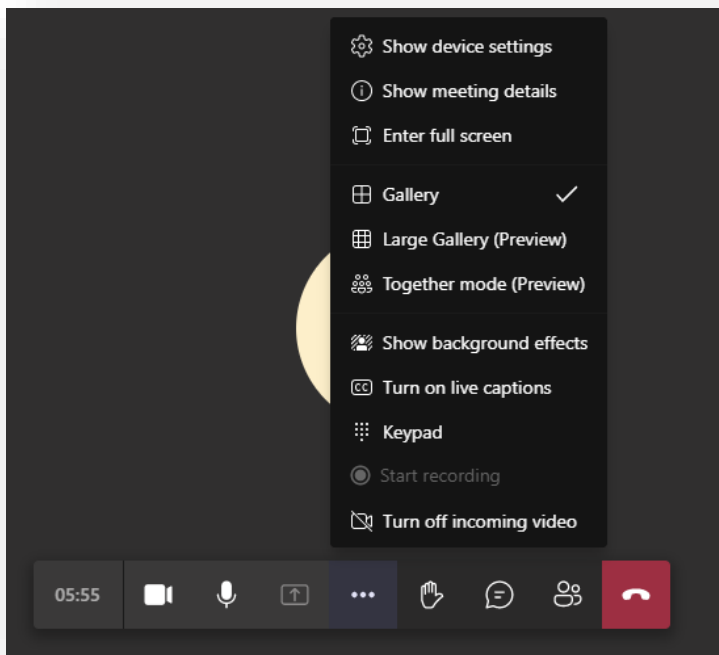 Show device settings
Show meeting details
Enter full screen
Gallery
Large Gallery (Preview)
Together mode (Preview)
Show background effects
CC Turn on live captions
Keypad
Start recording
Turn off incoming video
05:55